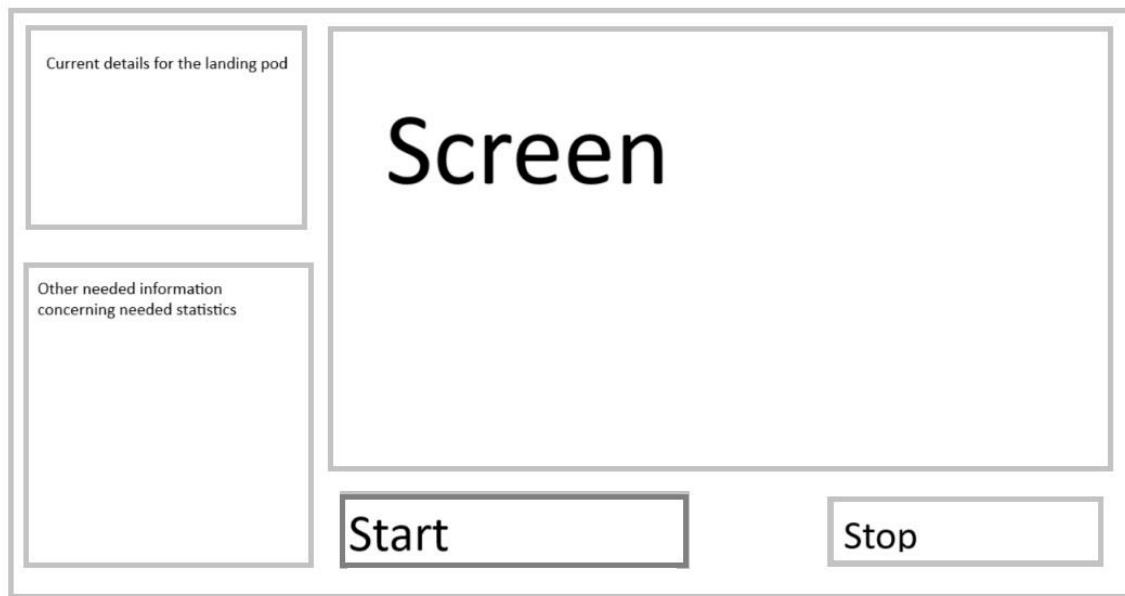 Current details for the landing pod
Screen
Other needed information
concerning needed statistics
Start
Stop